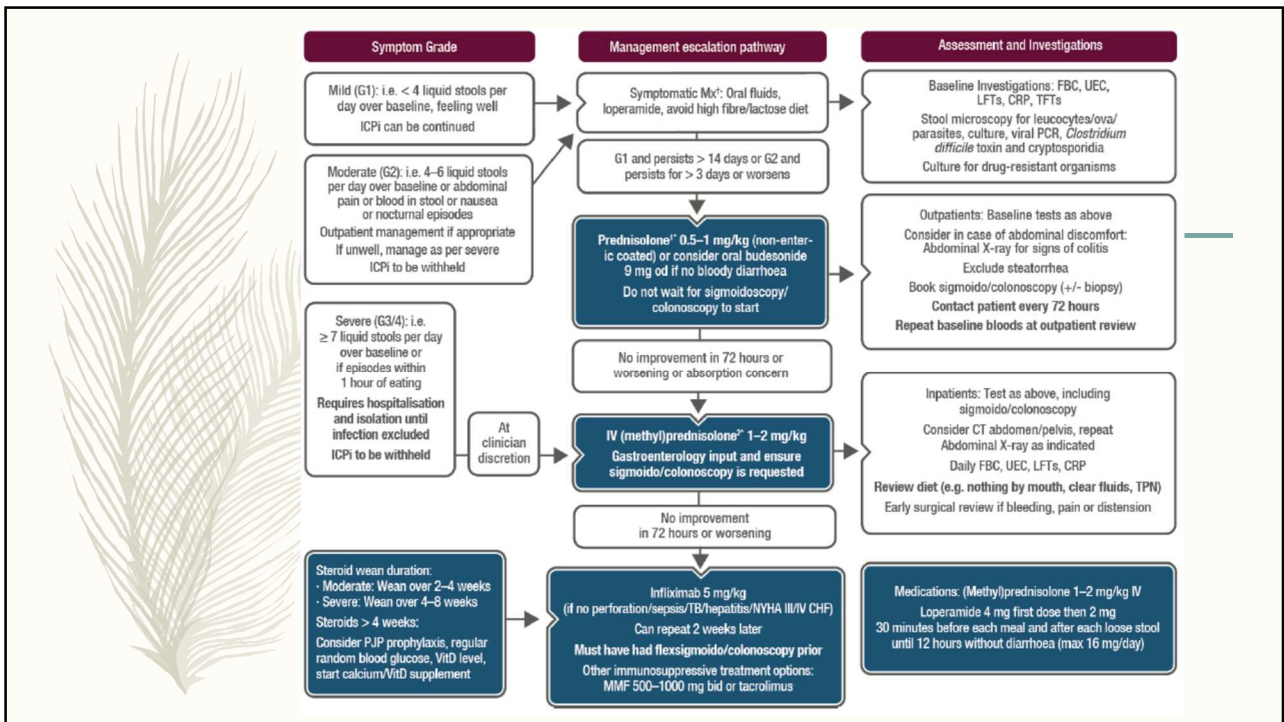 Symptom Grade
Mild (G1): i.e. < 4 liquid stools per
day over baseline, feeling well
ICPi can be continued
Moderate (G2): i.e. 4–6 liquid stools
per day over baseline or abdominal
pain or blood in stool or nausea
or nocturnal episodes
Outpatient management if appropriate
If unwell, manage as per severe
ICPi to be withheld
Severe (G3/4): i.e.
≥ 7 liquid stools per day
over baseline or
if episodes within
1 hour of eating
Requires hospitalisation
and isolation until
infection excluded
ICPi to be withheld
At
clinician
discretion
Steroid wean duration:
· Moderate: Wean over 2–4 weeks
· Severe: Wean over 4–8 weeks
Steroids > 4 weeks:
Consider PJP prophylaxis, regular
random blood glucose, VitD level,
start calcium/VitD supplement
Management escalation pathway
Symptomatic Mx†: Oral fluids,
loperamide, avoid high fibre/lactose diet
G1 and persists > 14 days or G2 and
persists for > 3 days or worsens
Prednisolone¹* 0.5–1 mg/kg (non-enter-
ic coated) or consider oral budesonide
9 mg od if no bloody diarrhoea
Do not wait for sigmoidoscopy/
colonoscopy to start
No improvement in 72 hours or
worsening or absorption concern
IV (methyl)prednisolone²* 1–2 mg/kg
Gastroenterology input and ensure
sigmoido/colonoscopy is requested
No improvement
in 72 hours or worsening
Infliximab 5 mg/kg
(if no perforation/sepsis/TB/hepatitis/NYHA III/IV CHF)
Can repeat 2 weeks later
Must have had flexsigmoido/colonoscopy prior
Other immunosuppressive treatment options:
MMF 500–1000 mg bid or tacrolimus
Assessment and Investigations
Baseline Investigations: FBC, UEC,
LFTs, CRP, TFTs
Stool microscopy for leucocytes/ova/
parasites, culture, viral PCR, Clostridium
difficile toxin and cryptosporidia
Culture for drug-resistant organisms
Outpatients: Baseline tests as above
Consider in case of abdominal discomfort:
Abdominal X-ray for signs of colitis
Exclude steatorrhea
Book sigmoido/colonoscopy (+/- biopsy)
Contact patient every 72 hours
Repeat baseline bloods at outpatient review
Inpatients: Test as above, including
sigmoido/colonoscopy
Consider CT abdomen/pelvis, repeat
Abdominal X-ray as indicated
Daily FBC, UEC, LFTs, CRP
Review diet (e.g. nothing by mouth, clear fluids, TPN)
Early surgical review if bleeding, pain or distension
Medications: (Methyl)prednisolone 1–2 mg/kg IV
Loperamide 4 mg first dose then 2 mg
30 minutes before each meal and after each loose stool
until 12 hours without diarrhoea (max 16 mg/day)